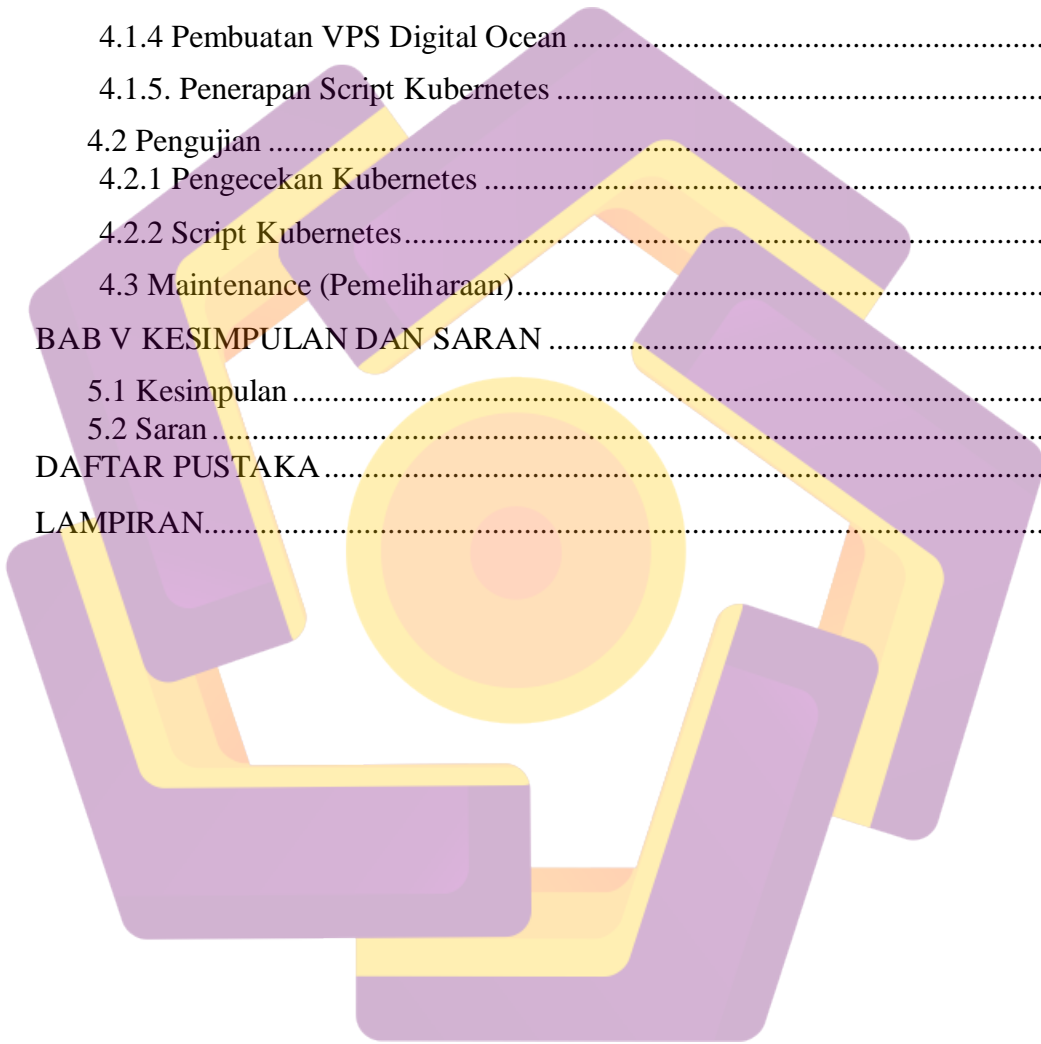 4.1.4 Pembuatan VPS Digital Ocean ........................................................
4.1.5. Penerapan Script Kubernetes ..........................................................
4.2 Pengujian .....................................................................................................
4.2.1 Pengecekan Kubernetes .....................................................................
4.2.2 Script Kubernetes................................................................................
4.3 Maintenance (Pemeliharaan)................................................................
BAB V KESIMPULAN DAN SARAN ...........................................................
5.1 Kesimpulan .................................................................................................
5.2 Saran.............................................................................................................
DAFTAR PUSTAKA..........................................................................................
LAMPIRAN..........................................................................................................